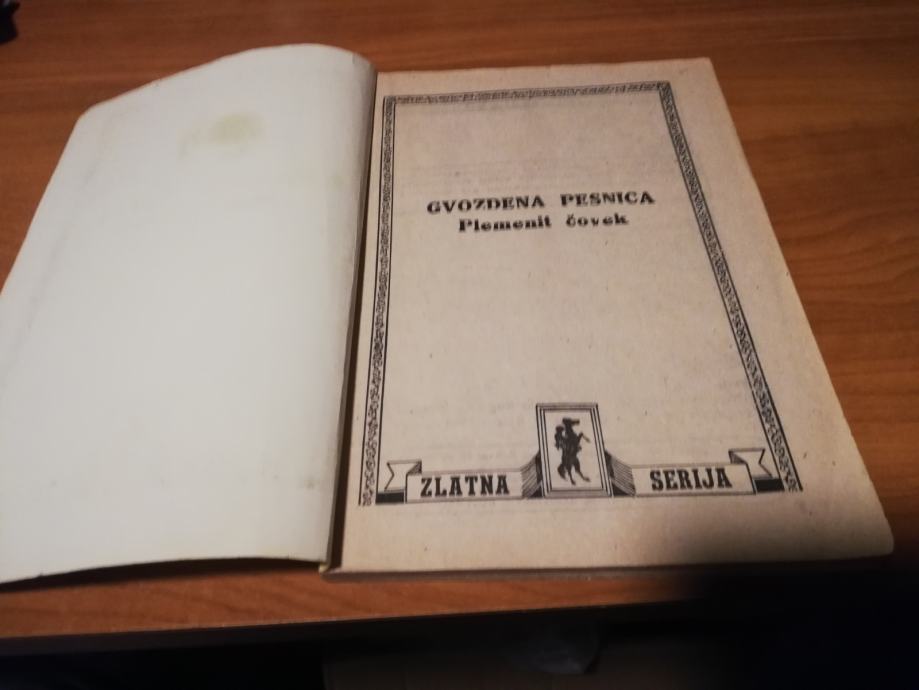 GVOZDENA PESNICA
Plemenit čovek
ZLATNA SERIJA